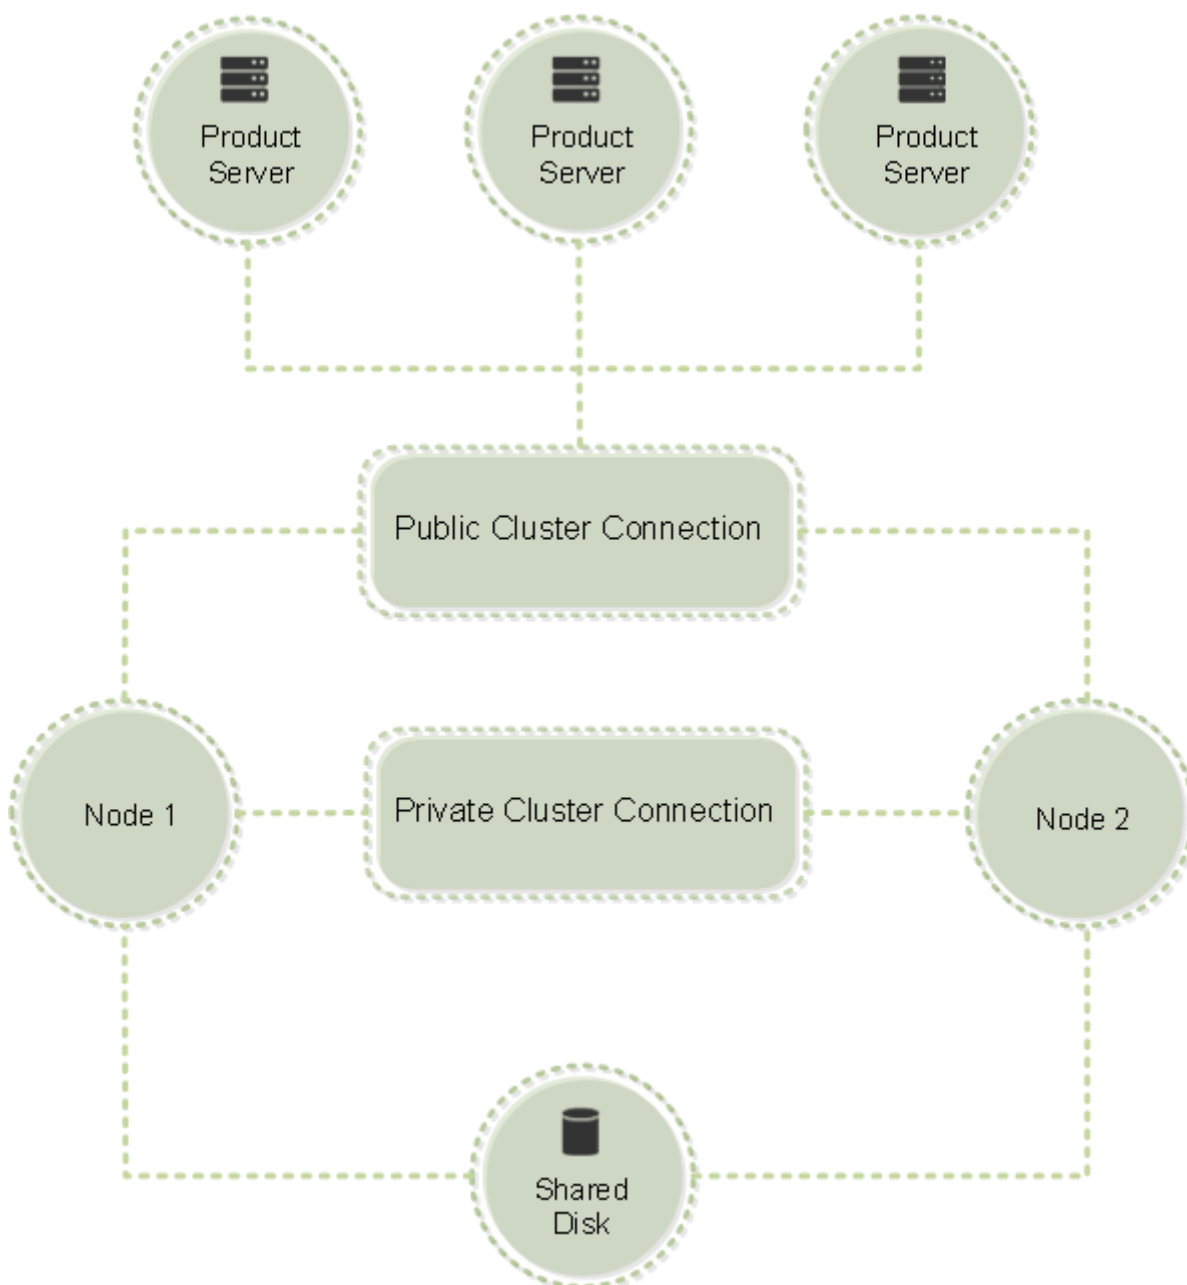 Product
Server
Product
Server
Product
Server
Public Cluster Connection
Node 1
Private Cluster Connection
Node 2
Shared
Disk